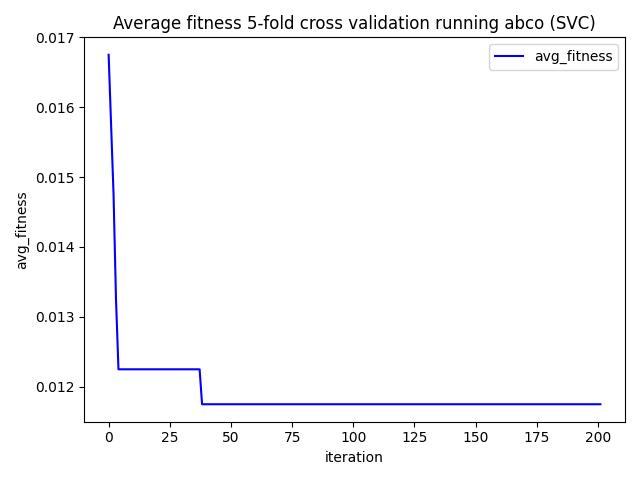 Average fitness 5-fold cross validation running abco (SVC)
avg_fitness
0.017
0.016
0.015
0.014
0.013
0.012
avg_fitness
0 25 50 75 100 125 150 175 200
iteration